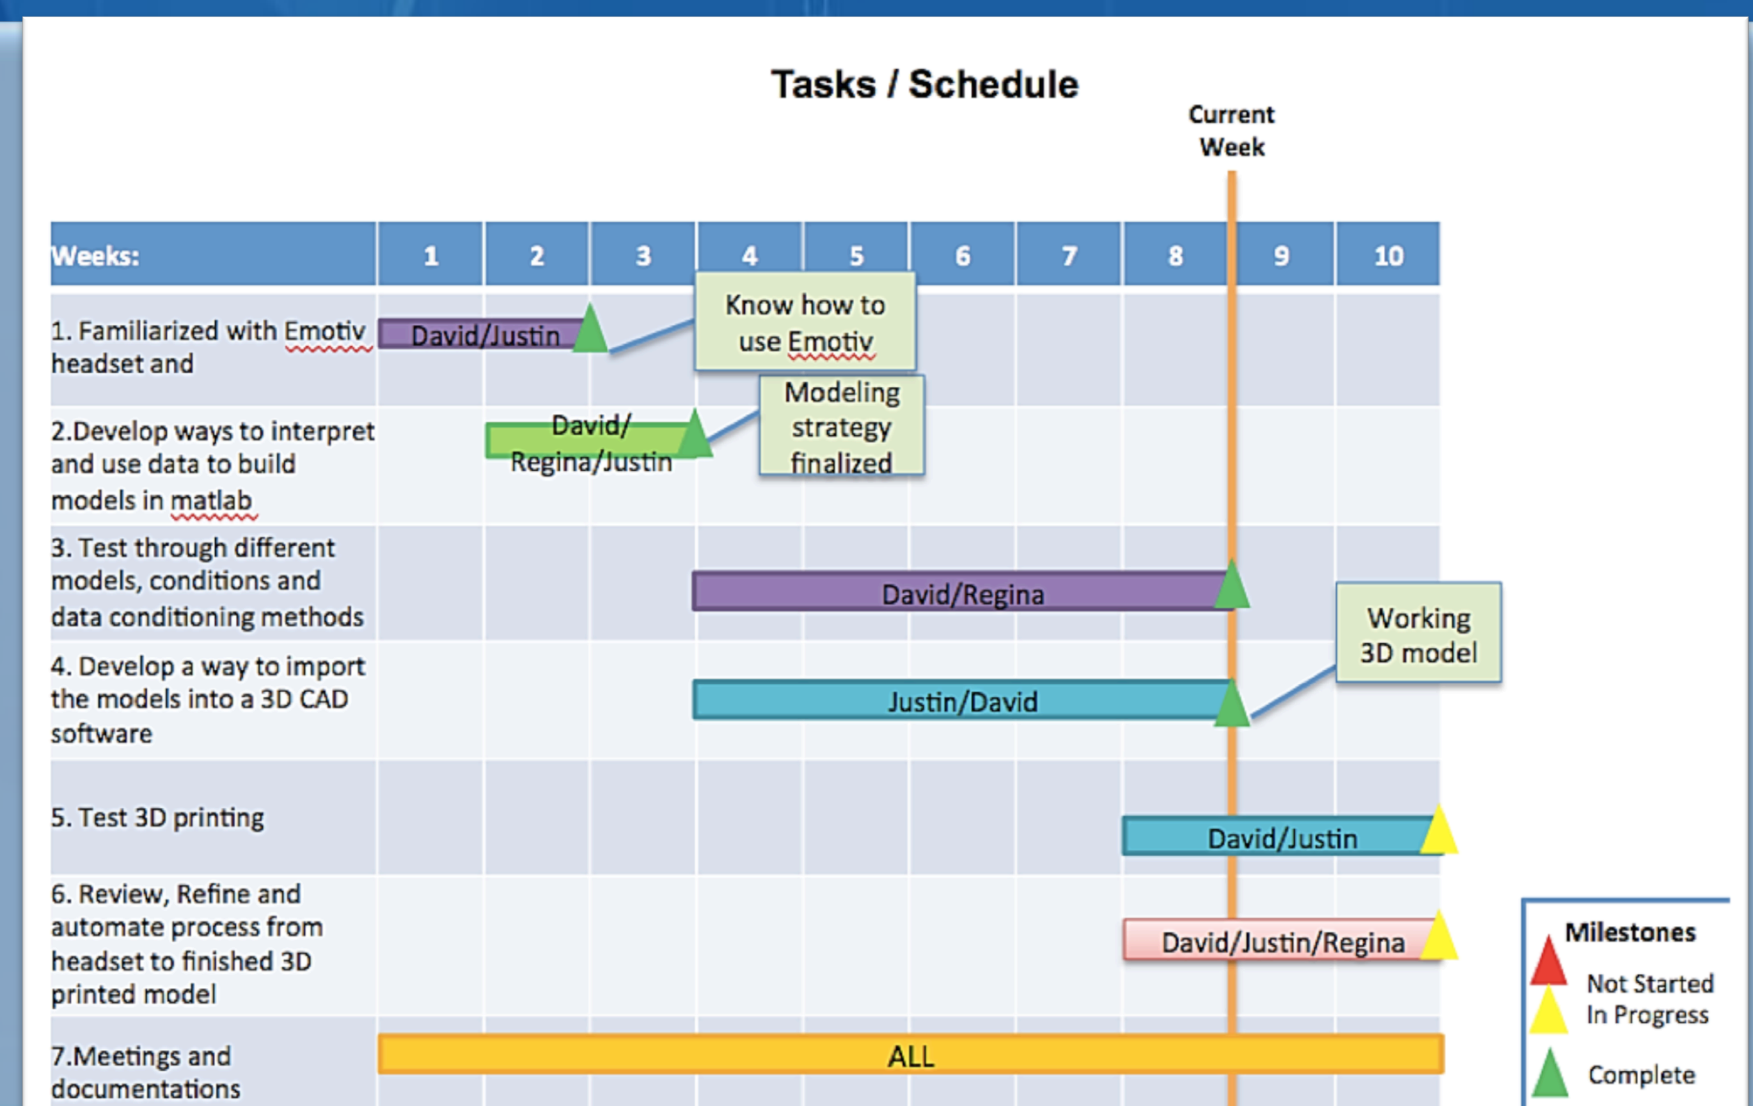 Tasks / Schedule
Current
Week
Weeks:
1
2
3
4
5
6
7
8
9
10
1. Familiarized with Emotiv
headset and
David/Justin
Know how to
use Emotiv
2.Develop ways to interpret
and use data to build
models in matlab
David/
Regina/Justin
Modeling
strategy
finalized
3. Test through different
models, conditions and
data conditioning methods
David/Regina
4. Develop a way to import
the models into a 3D CAD
software
Justin/David
Working
3D model
5. Test 3D printing
David/Justin
6. Review, Refine and
automate process from
headset to finished 3D
printed model
David/Justin/Regina
7.Meetings and
documentations
ALL
Milestones
Not Started
In Progress
Complete